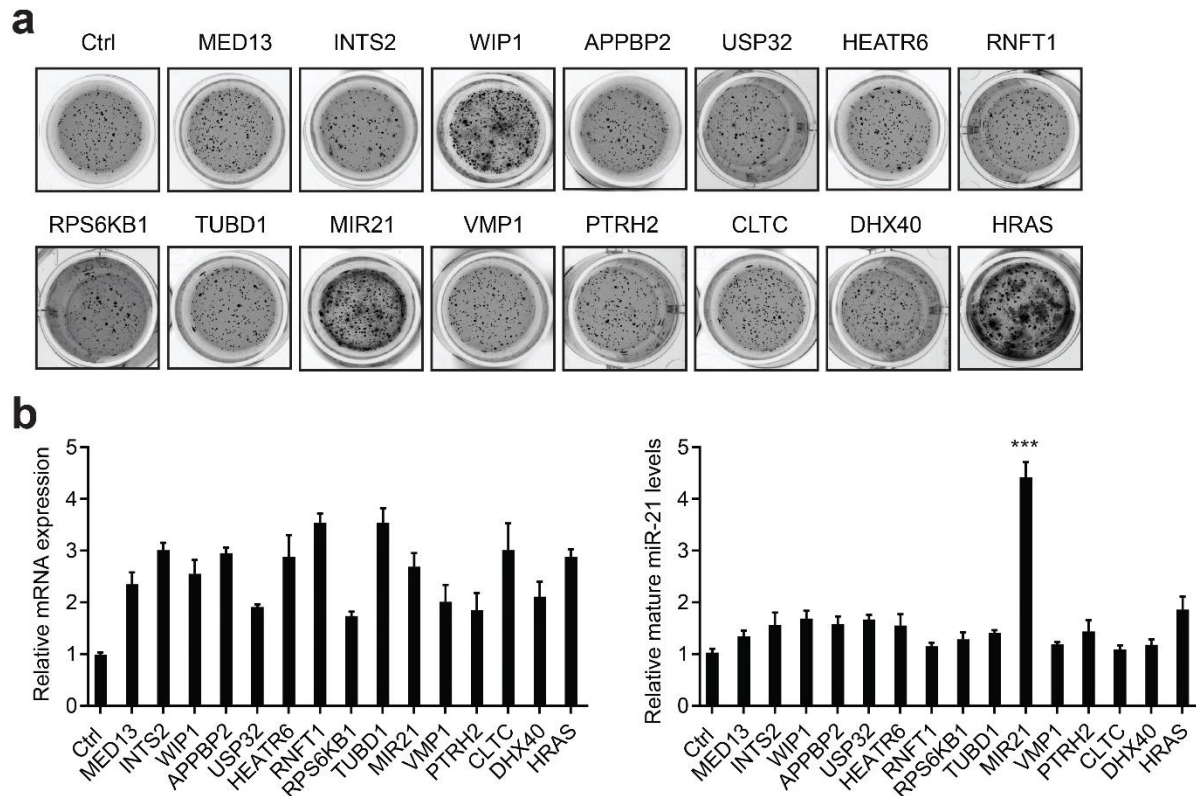 a
Ctrl MED13 INTS2 WIP1 APPBP2 USP32 HEATR6 RNFT1
RPS6KB1 TUBD1 MIR21 VMP1 PTRH2 CLTC DHX40 HRAS
b
Relative mRNA expression
5
4
3
2
1
0
Ctrl
MED13
INTS2
WIP1
APPBP2
USP32
HEATR6
RNFT1
RPS6KB1
TUBD1
MIR21
VMP1
PTRH2
CLTC
DHX40
HRAS
Relative mature miR-21 levels
5
4
3
2
1
0
***
Ctrl
MED13
INTS2
WIP1
APPBP2
USP32
HEATR6
RNFT1
RPS6KB1
TUBD1
MIR21
VMP1
PTRH2
CLTC
DHX40
HRAS